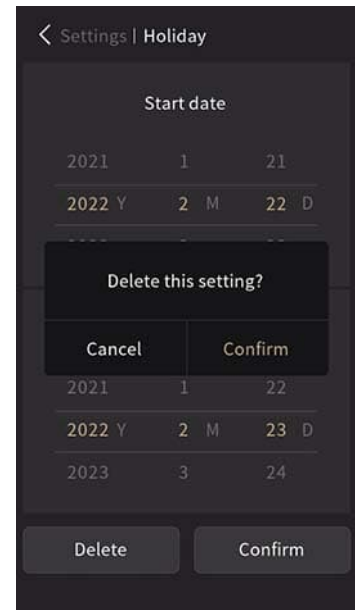 < Settings | Holiday
Start date
2021 1 21
2022 Y 2 M 22 D
Delete this setting?
Cancel Confirm
2021 1 22
2022 Y 2 M 23 D
2023 3 24
Delete Confirm